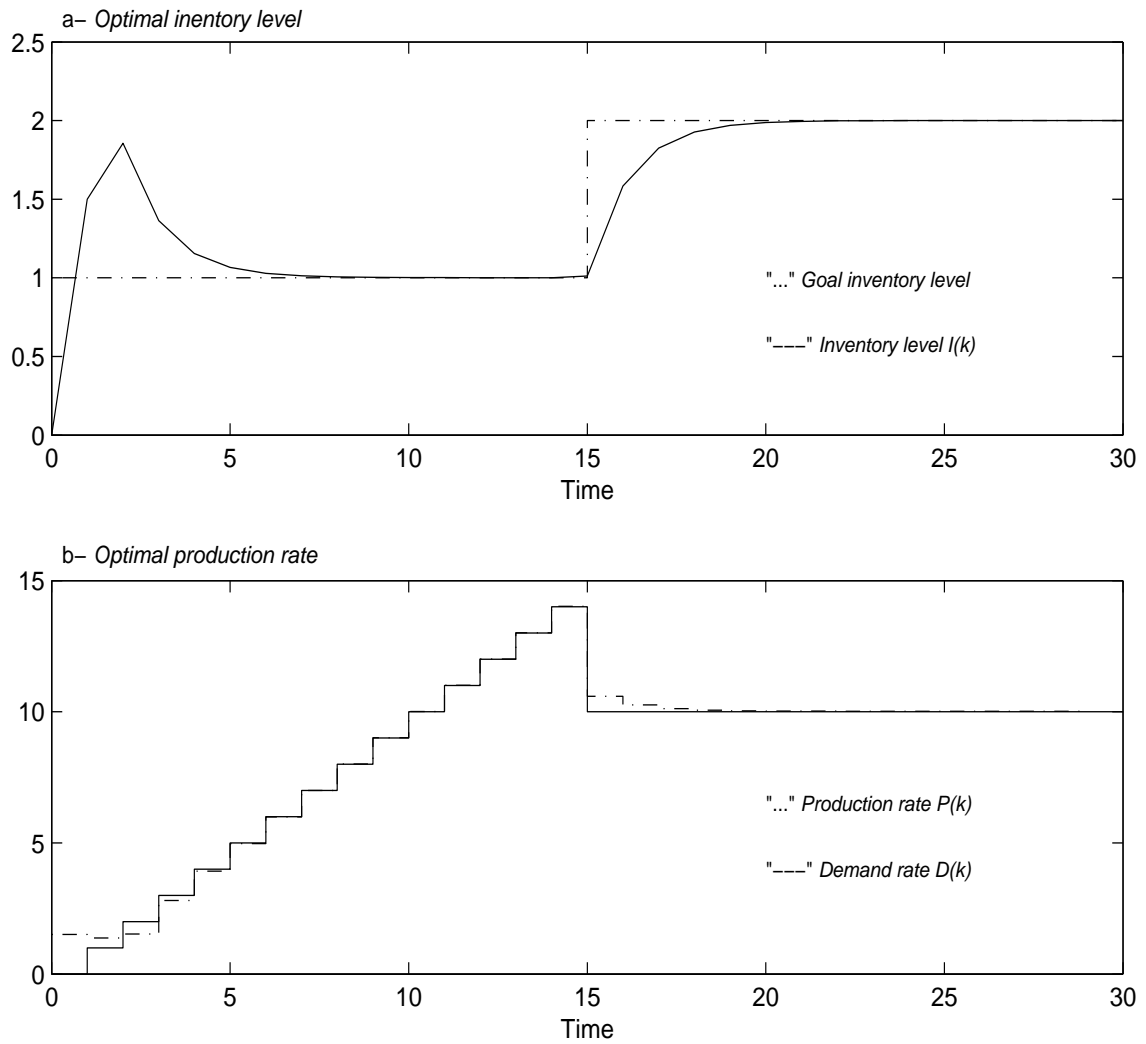 a– Optimal inentory level
2.5
2
1.5
1
0.5
0
"..." Goal inventory level
"–––" Inventory level I(k)
0 5 10 15 20 25 30
Time
b– Optimal production rate
15
10
5
0
"..." Production rate P(k)
"–––" Demand rate D(k)
0 5 10 15 20 25 30
Time